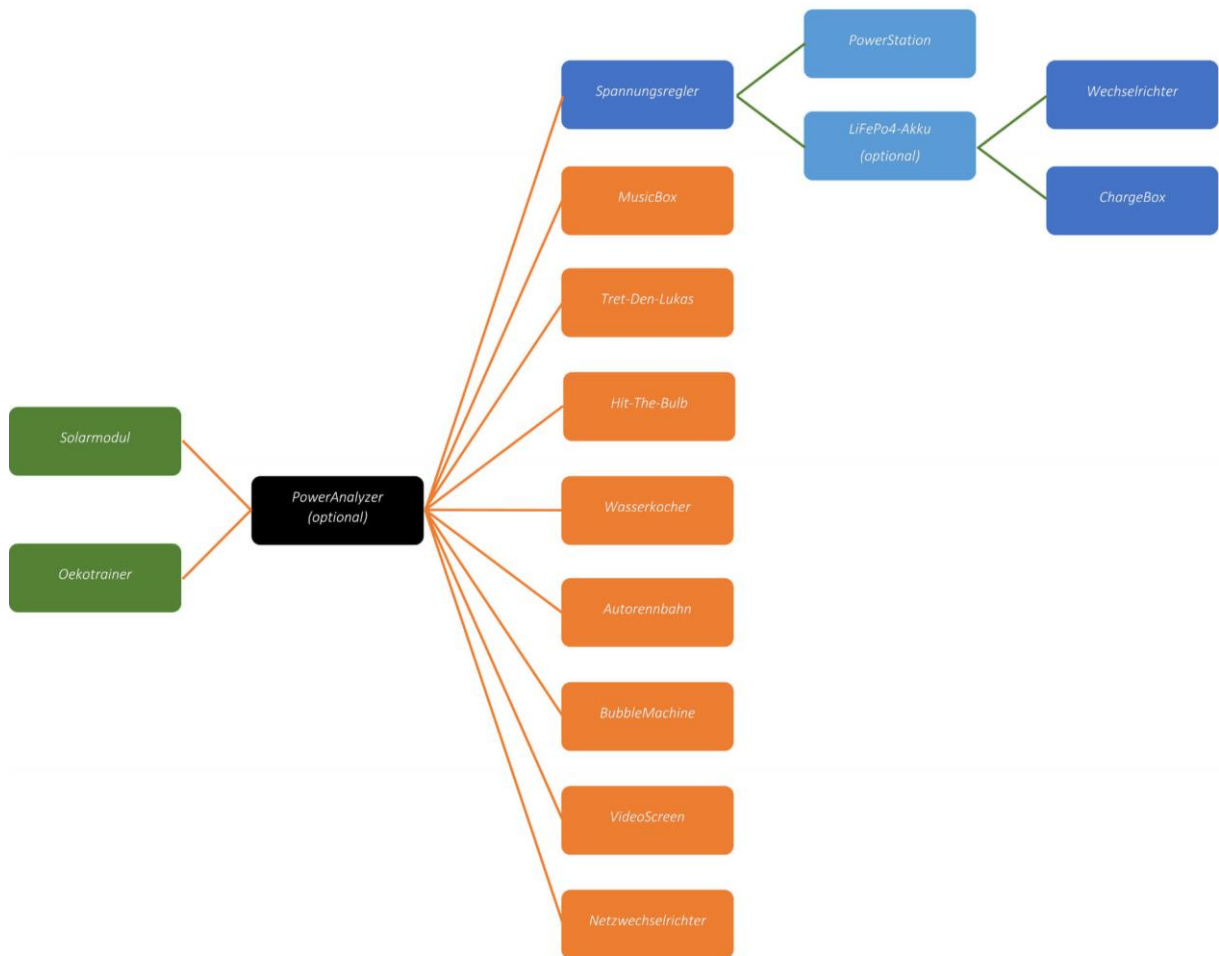 PowerStation
Spannungsregler
Wechselrichter
LiFePo4-Akku
(optional)
MusicBox
ChargeBox
Tret-Den-Lukas
Hit-The-Bulb
Solarmodul
PowerAnalyzer
(optional)
Wasserkocher
Oekotrainer
Autorennbahn
BubbleMachine
VideoScreen
Netzwechselrichter